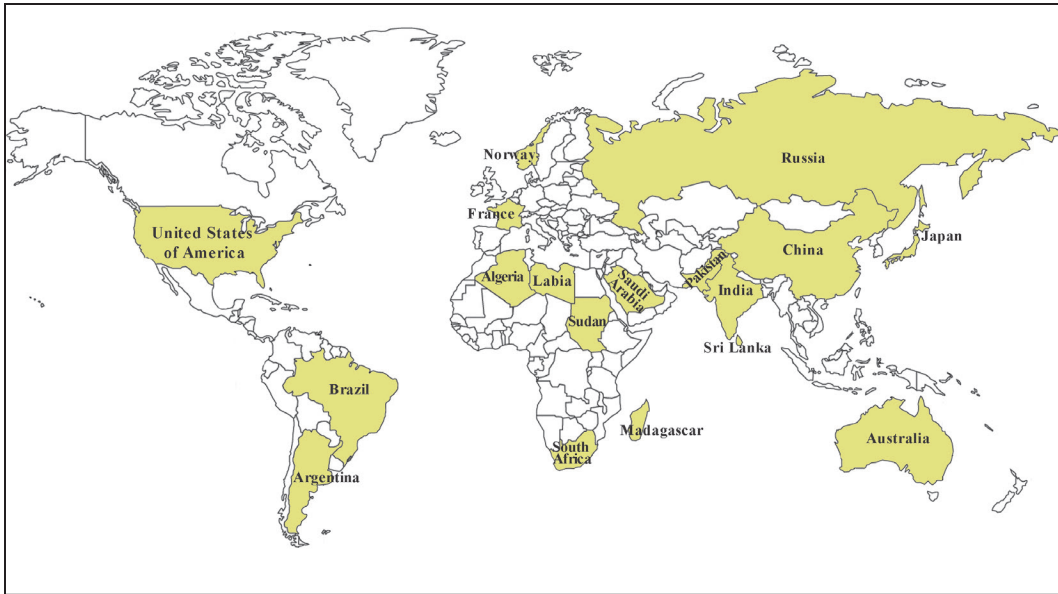 Norway
Russia
France
United States
of America
Japan
China
Pakistan
Algeria
Labia
Saudi
Arabia
India
Sudan
Sri Lanka
Brazil
Madagascar
Australia
South
Africa
Argentina